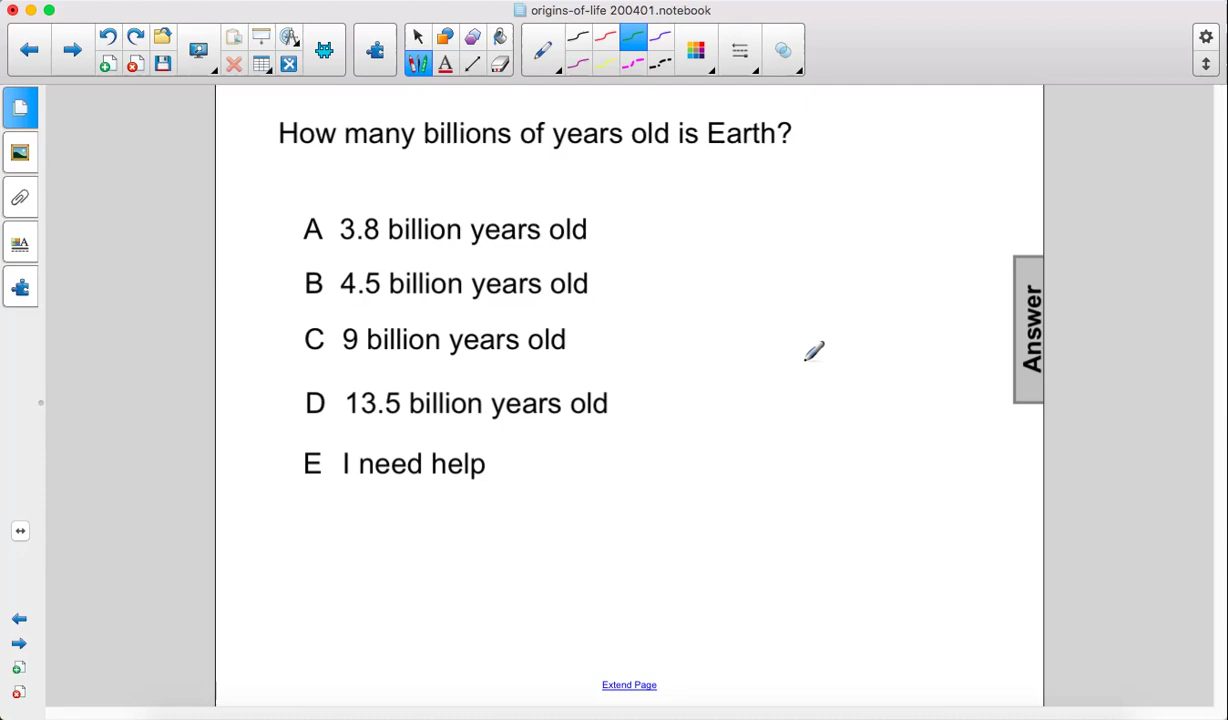 origins-of-life 200401.notebook
How many billions of years old is Earth?
A 3.8 billion years old
B 4.5 billion years old
C 9 billion years old
D 13.5 billion years old
E I need help
Answer
Extend Page